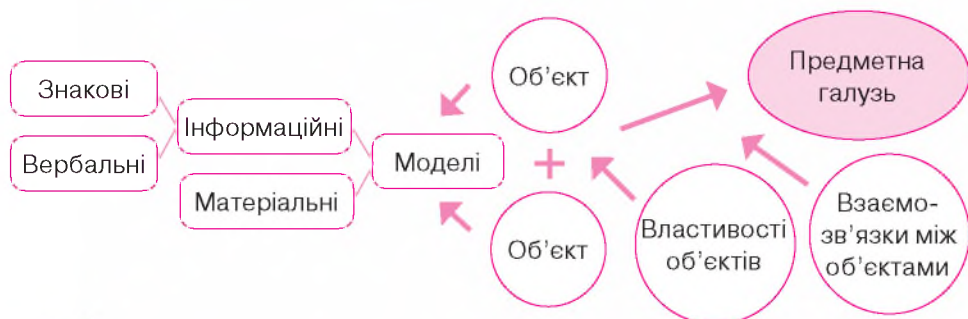 Знакові
Вербальні
Інформаційні
Матеріальні
Моделі
Об’єкт
+
Об’єкт
Властивості
об’єктів
Взаємо-
зв’язки між
об’єктами
Предметна
галузь